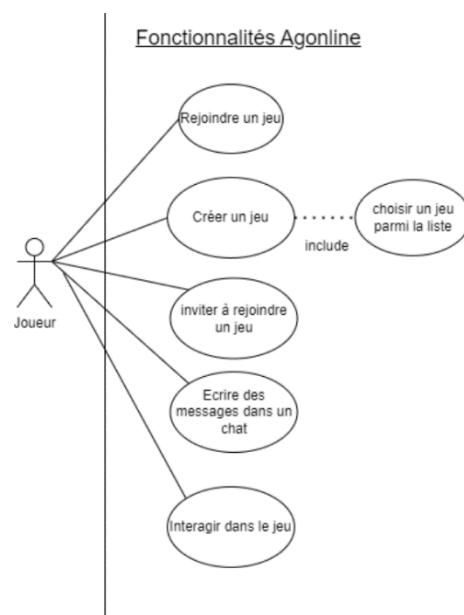 Fonctionnalités Agonline
Rejoindre un jeu
Créer un jeu
include
choisir un jeu
parmi la liste
Joueur
inviter à rejoindre
un jeu
Ecrire des
messages dans un
chat
Interagir dans le jeu